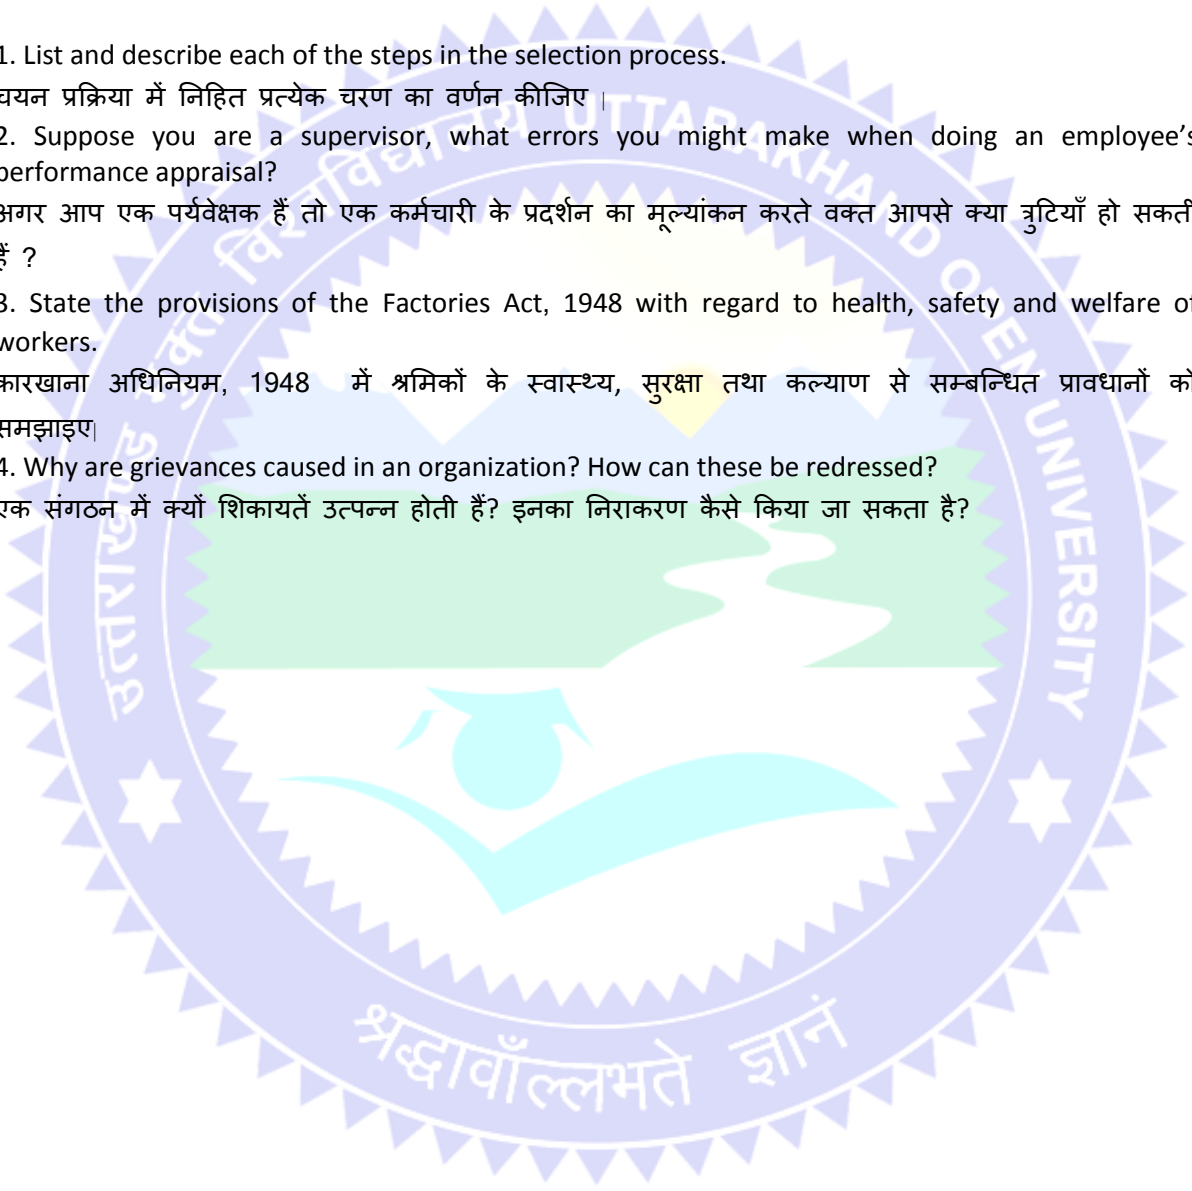 1. List and describe each of the steps in the selection process.
चयन प्रक्रिया में निहित प्रत्येक चरण का वर्णन कीजिए |
2. Suppose you are a supervisor, what errors you might make when doing an employee's
performance appraisal?
अगर आप एक पर्यवेक्षक हैं तो एक कर्मचारी के प्रदर्शन का मूल्यांकन करते वक्त आपसे क्या त्रुटियाँ हो सकती
हैं ?
3. State the provisions of the Factories Act, 1948 with regard to health, safety and welfare of
workers.
कारखाना अधिनियम, 1948 में श्रमिकों के स्वास्थ्य, सुरक्षा तथा कल्याण से सम्बन्धित प्रावधानों को
समझाइए|
4. Why are grievances caused in an organization? How can these be redressed?
एक संगठन में क्यों शिकायतें उत्पन्न होती हैं? इनका निराकरण कैसे किया जा सकता है?
उत्तराखण्ड मुक्त विश्वविद्यालय
UTTARAKHAND OPEN UNIVERSITY
श्रद्धावाँल्लभते ज्ञानं